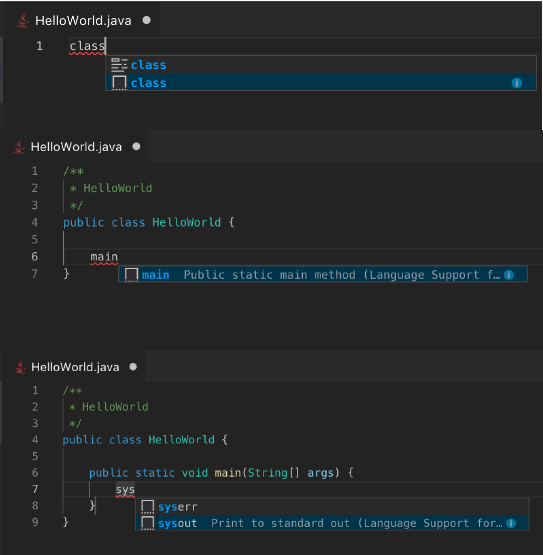 HelloWorld.java
1 class
class
class
HelloWorld.java
1 /**
2 * HelloWorld
3 */
4 public class HelloWorld {
5
6 main
main Public static main method (Language Support f…
7 }
HelloWorld.java
1 /**
2 * HelloWorld
3 */
4 public class HelloWorld {
5
6 public static void main(String[] args) {
7 sys
8 }
syserr
9 }
sysout Print to standard out (Language Support for…